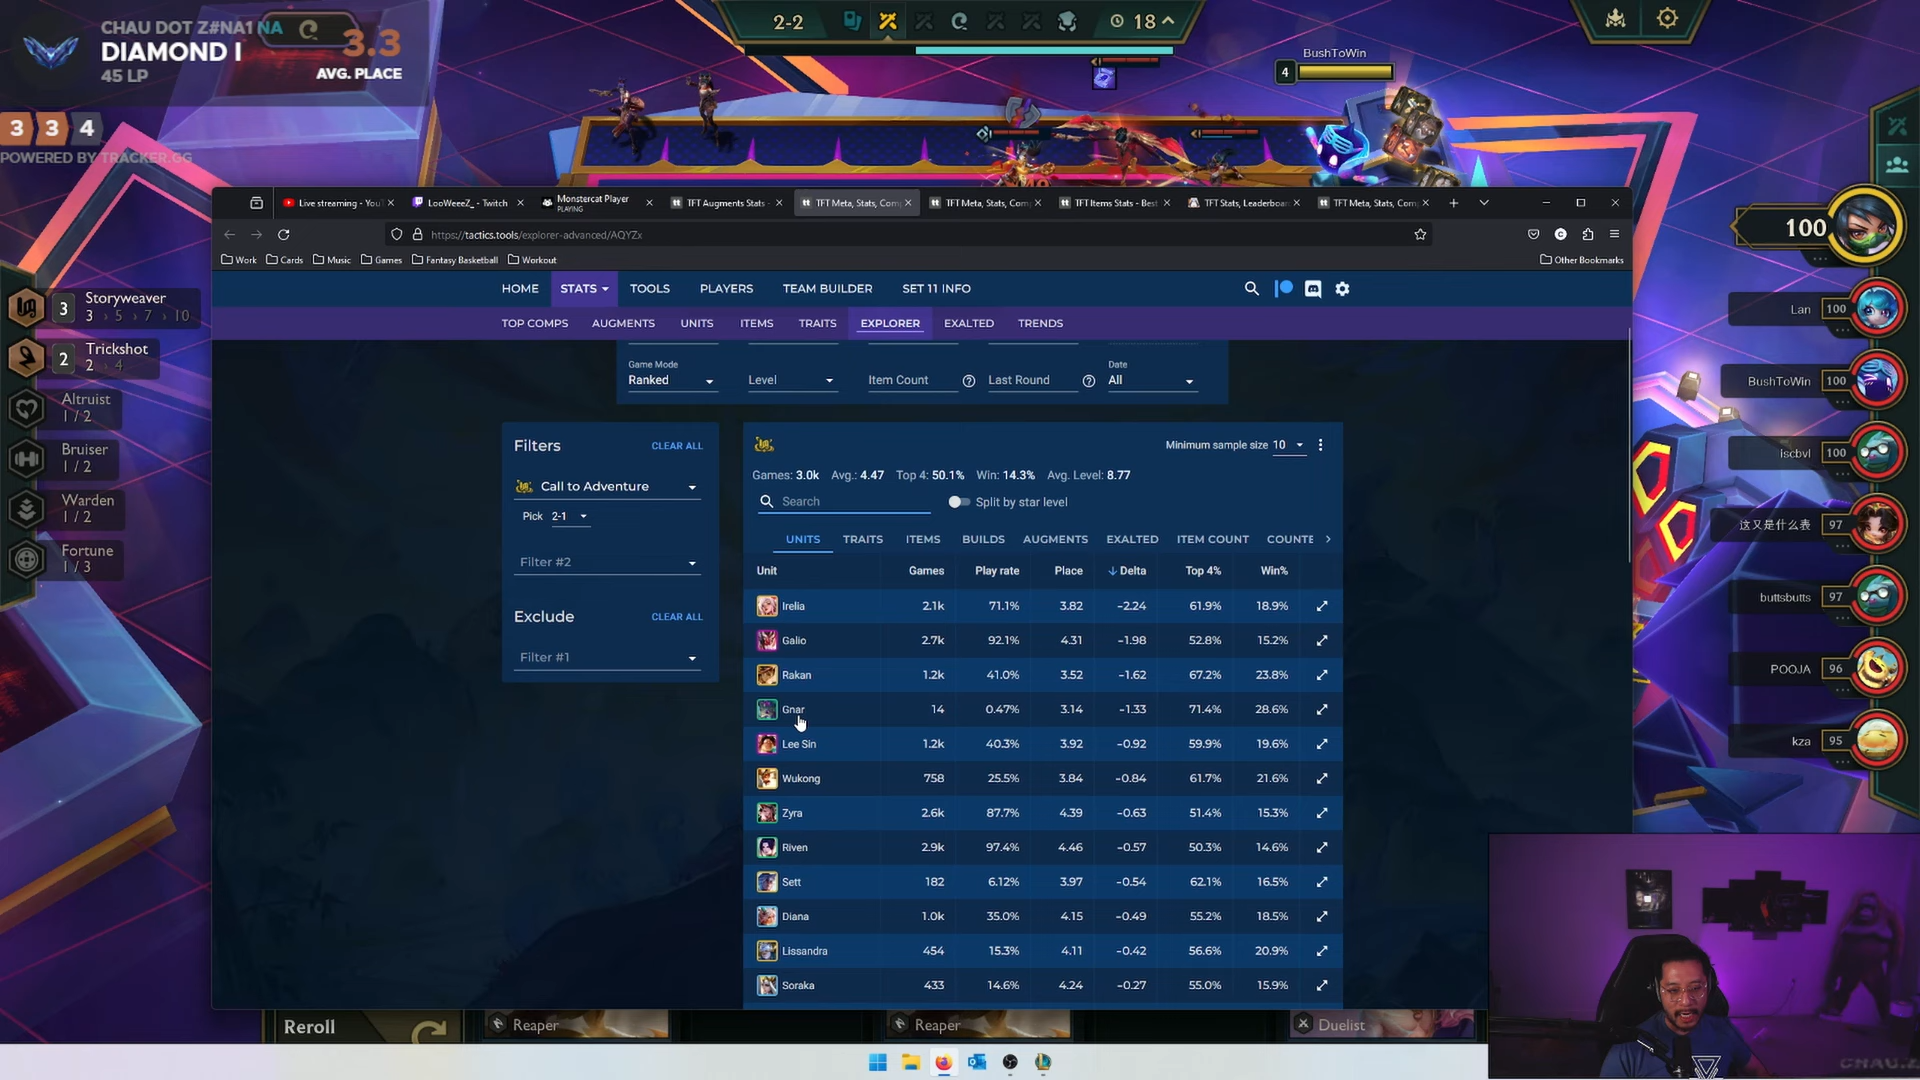 CHAU DOT Z#NA1 NA
DIAMOND I
45 LP
3.3
AVG. PLACE
3 3 4
POWERED BY TRACKER.GG
2-2
18
BushToWin
4
3 Storyweaver
3 › 5 › 7 › 10
2 Trickshot
2 › 4
Altruist
1 / 2
Bruiser
1 / 2
Warden
1 / 2
Fortune
1 / 3
100
Lan 100
BushToWin 100
iscbvl 100
这又是什么表 97
buttsbutts 97
POOJA 96
kza 95
Live streaming - YouT
LooWeeeZ_ - Twitch
Monstercat Player
PLAYING
TFT Augments Stats -
TFT Meta, Stats, Comp
TFT Meta, Stats, Comp
TFT Items Stats - Best
TFT Stats, Leaderboar
TFT Meta, Stats, Comp
https://tactics.tools/explorer-advanced/AQYZx
Work Cards Music Games Fantasy Basketball Workout
Other Bookmarks
HOME STATS TOOLS PLAYERS TEAM BUILDER SET 11 INFO
TOP COMPS AUGMENTS UNITS ITEMS TRAITS EXPLORER EXALTED TRENDS
Game Mode
Ranked
Level
Item Count
Last Round
Date
All
Filters CLEAR ALL
Call to Adventure
Pick 2-1
Filter #2
Exclude CLEAR ALL
Filter #1
Minimum sample size 10
Games: 3.0k Avg.: 4.47 Top 4: 50.1% Win: 14.3% Avg. Level: 8.77
Search
Split by star level
UNITS TRAITS ITEMS BUILDS AUGMENTS EXALTED ITEM COUNT COUNTE
Unit Games Play rate Place Delta Top 4% Win%
Irelia 2.1k 71.1% 3.82 -2.24 61.9% 18.9%
Galio 2.7k 92.1% 4.31 -1.98 52.8% 15.2%
Rakan 1.2k 41.0% 3.52 -1.62 67.2% 23.8%
Gnar 14 0.47% 3.14 -1.33 71.4% 28.6%
Lee Sin 1.2k 40.3% 3.92 -0.92 59.9% 19.6%
Wukong 758 25.5% 3.84 -0.84 61.7% 21.6%
Zyra 2.6k 87.7% 4.39 -0.63 51.4% 15.3%
Riven 2.9k 97.4% 4.46 -0.57 50.3% 14.6%
Sett 182 6.12% 3.97 -0.54 62.1% 16.5%
Diana 1.0k 35.0% 4.15 -0.49 55.2% 18.5%
Lissandra 454 15.3% 4.11 -0.42 56.6% 20.9%
Soraka 433 14.6% 4.24 -0.27 55.0% 15.9%
Reroll
Reaper
Reaper
Duelist
CHAU.Z